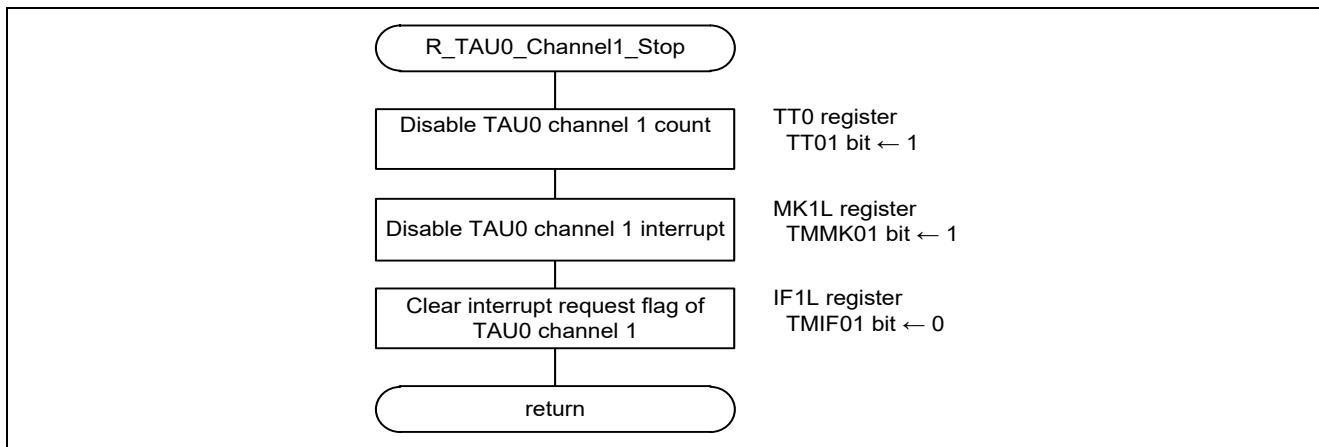 R_TAU0_Channel1_Stop
Disable TAU0 channel 1 count
TT0 register
TT01 bit ← 1
Disable TAU0 channel 1 interrupt
MK1L register
TMMK01 bit ← 1
Clear interrupt request flag of
TAU0 channel 1
IF1L register
TMIF01 bit ← 0
return